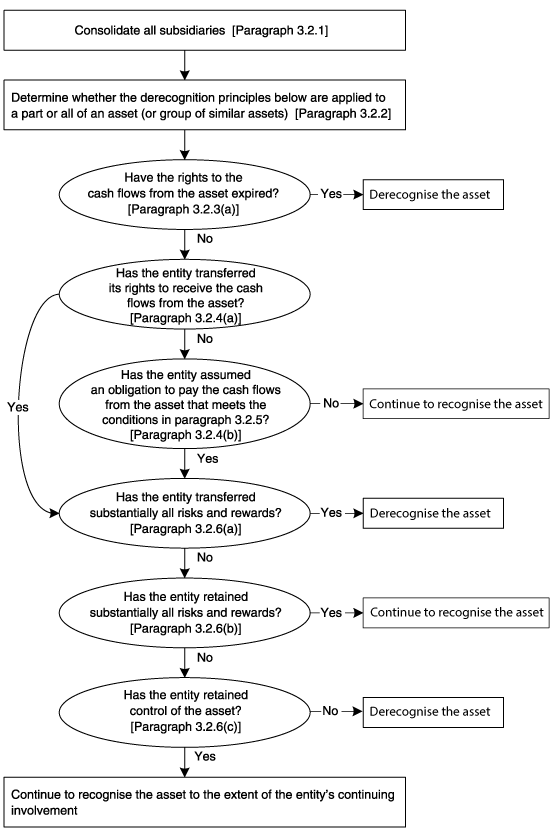 Consolidate all subsidiaries [Paragraph 3.2.1]
Determine whether the derecognition principles below are applied to
a part or all of an asset (or group of similar assets) [Paragraph 3.2.2]
Have the rights to the
cash flows from the asset expired?
[Paragraph 3.2.3(a)]
Yes
Derecognise the asset
No
Has the entity transferred
its rights to receive the cash
flows from the asset?
[Paragraph 3.2.4(a)]
No
Has the entity assumed
an obligation to pay the cash flows
from the asset that meets the
conditions in paragraph 3.2.5?
[Paragraph 3.2.4(b)]
No
Continue to recognise the asset
Yes
Yes
Has the entity transferred
substantially all risks and rewards?
[Paragraph 3.2.6(a)]
Yes
Derecognise the asset
No
Has the entity retained
substantially all risks and rewards?
[Paragraph 3.2.6(b)]
Yes
Continue to recognise the asset
No
Has the entity retained
control of the asset?
[Paragraph 3.2.6(c)]
No
Derecognise the asset
Yes
Continue to recognise the asset to the extent of the entity's continuing
involvement